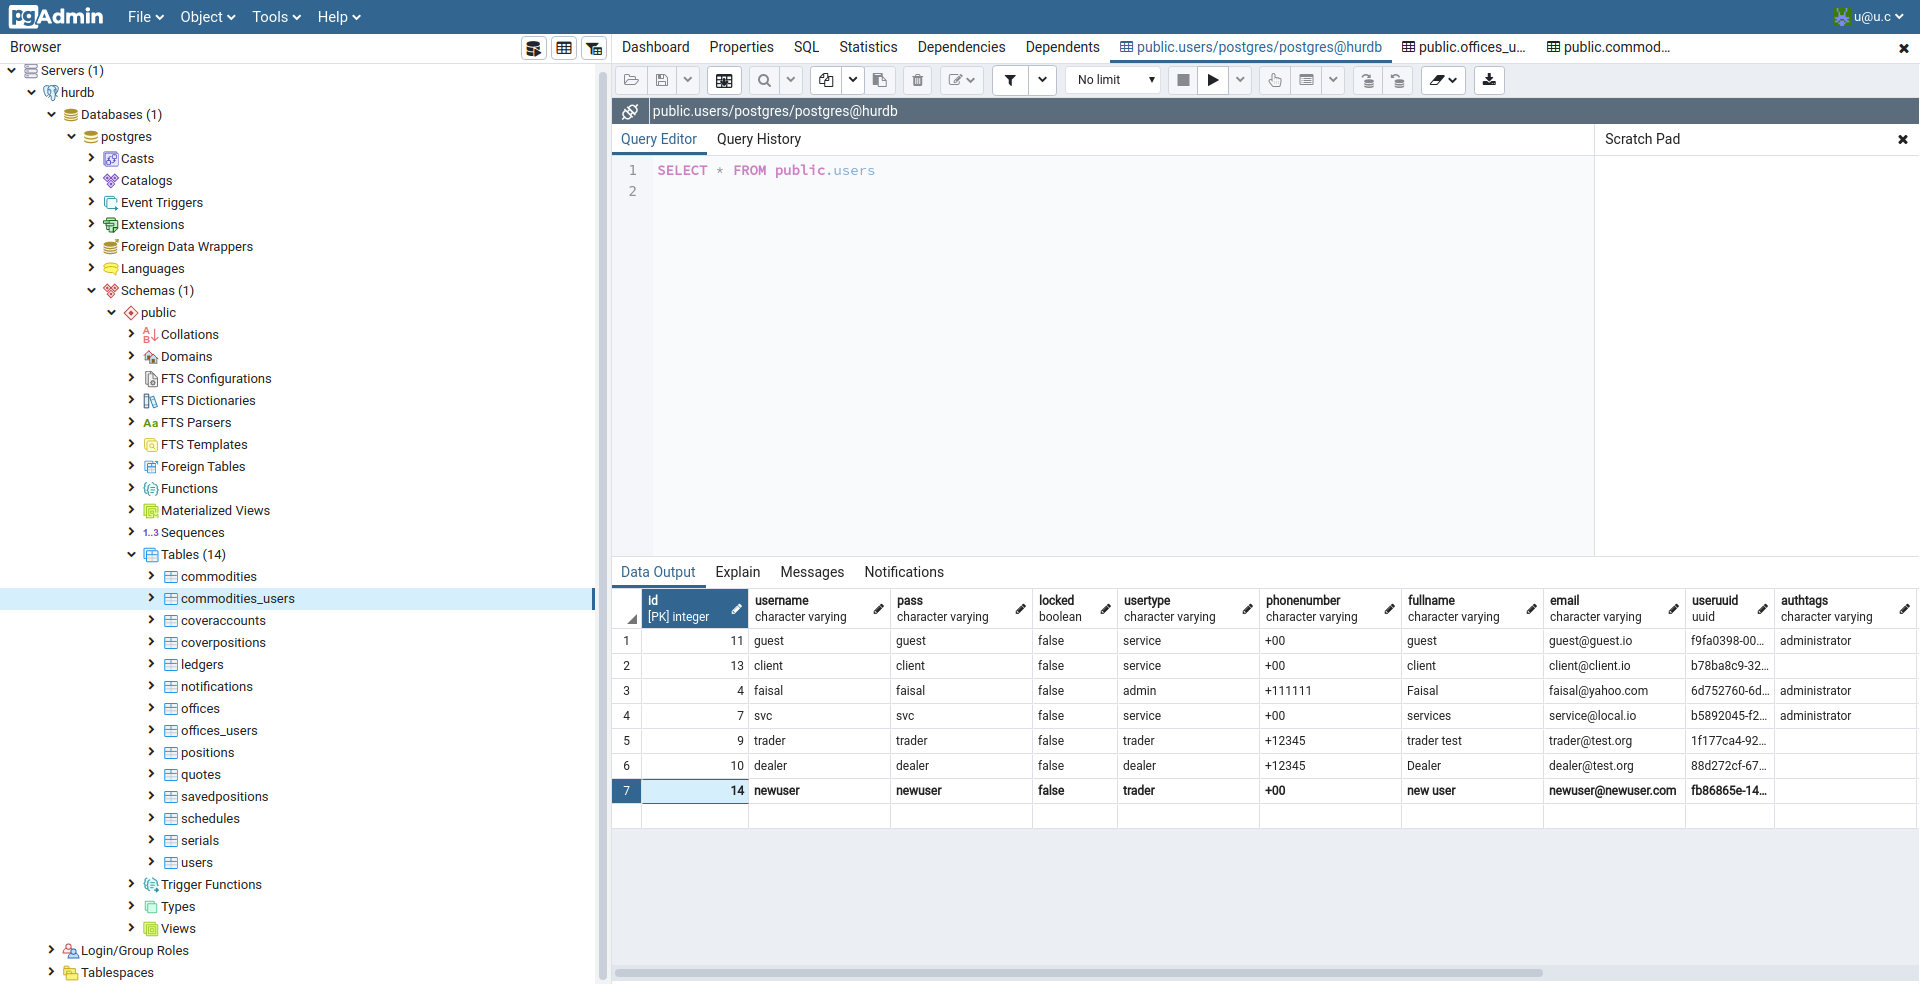 pgAdmin File Object Tools Help u@u.c
Browser
Servers (1)
hurdb
Databases (1)
postgres
Casts
Catalogs
Event Triggers
Extensions
Foreign Data Wrappers
Languages
Schemas (1)
public
Collations
Domains
FTS Configurations
FTS Dictionaries
Aa FTS Parsers
FTS Templates
Foreign Tables
Functions
Materialized Views
1..3 Sequences
Tables (14)
commodities
commodities_users
coveraccounts
coverpositions
ledgers
notifications
offices
offices_users
positions
quotes
savedpositions
schedules
serials
users
Trigger Functions
Types
Views
Login/Group Roles
Tablespaces
Dashboard Properties SQL Statistics Dependencies Dependents public.users/postgres/postgres@hurdb public.offices_u... public.commod...
No limit
public.users/postgres/postgres@hurdb
Query Editor Query History Scratch Pad
1 SELECT * FROM public.users
2
Data Output Explain Messages Notifications
id username pass locked usertype phonenumber fullname email useruuid authtags
[PK] integer character varying character varying boolean character varying character varying character varying character varying uuid character varying
1 11 guest guest false service +00 guest guest@guest.io f9fa0398-00... administrator
2 13 client client false service +00 client client@client.io b78ba8c9-32...
3 4 faisal faisal false admin +111111 Faisal faisal@yahoo.com 6d752760-6d... administrator
4 7 svc svc false service +00 services service@local.io b5892045-f2... administrator
5 9 trader trader false trader +12345 trader test trader@test.org 1f177ca4-92...
6 10 dealer dealer false dealer +12345 Dealer dealer@test.org 88d272cf-67...
7 14 newuser newuser false trader +00 new user newuser@newuser.com fb86865e-14...